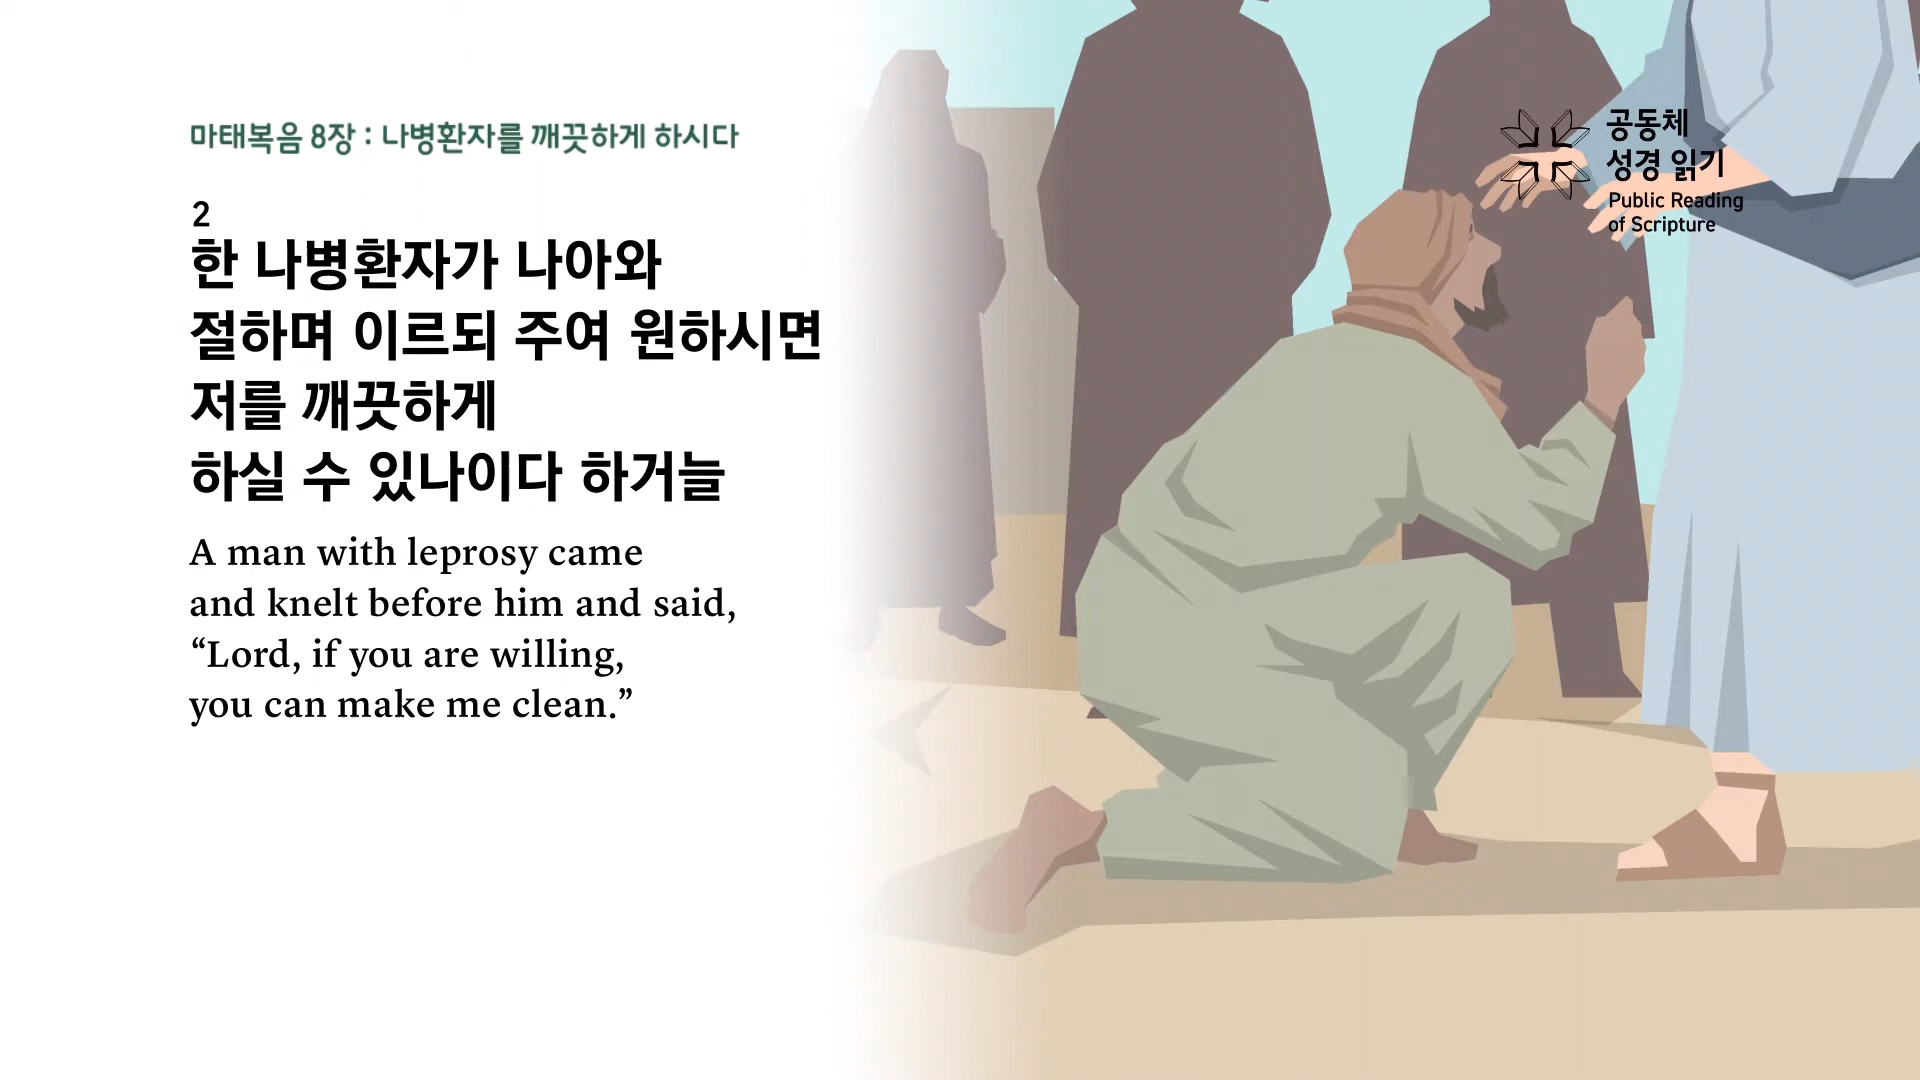 마태복음 8장 : 나병환자를 깨끗하게 하시다
2
한 나병환자가 나아와
절하며 이르되 주여 원하시면
저를 깨끗하게
하실 수 있나이다 하거늘
A man with leprosy came
and knelt before him and said,
“Lord, if you are willing,
you can make me clean.”
공동체
성경 읽기
Public Reading
of Scripture